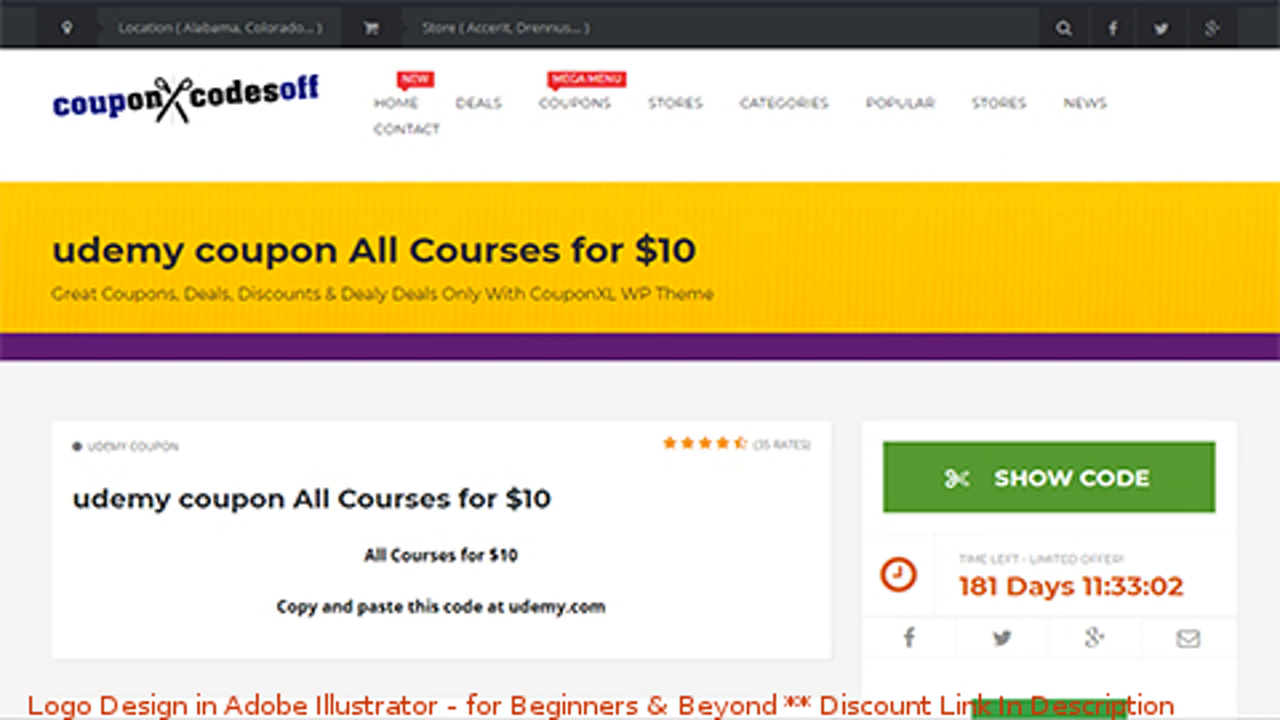 Location ( Alabama, Colorado... )
Store ( Accent, Drennus... )
couponXcodesoff
NEW
MEGA MENU
HOME DEALS COUPONS STORES CATEGORIES POPULAR STORES NEWS
CONTACT
udemy coupon All Courses for $10
Great Coupons, Deals, Discounts & Dealy Deals Only With CouponXL WP Theme
UDEMY COUPON
(35 RATES)
udemy coupon All Courses for $10
All Courses for $10
Copy and paste this code at udemy.com
SHOW CODE
TIME LEFT - LIMITED OFFER!
181 Days 11:33:02
Logo Design in Adobe Illustrator - for Beginners & Beyond ** Discount Link In Description